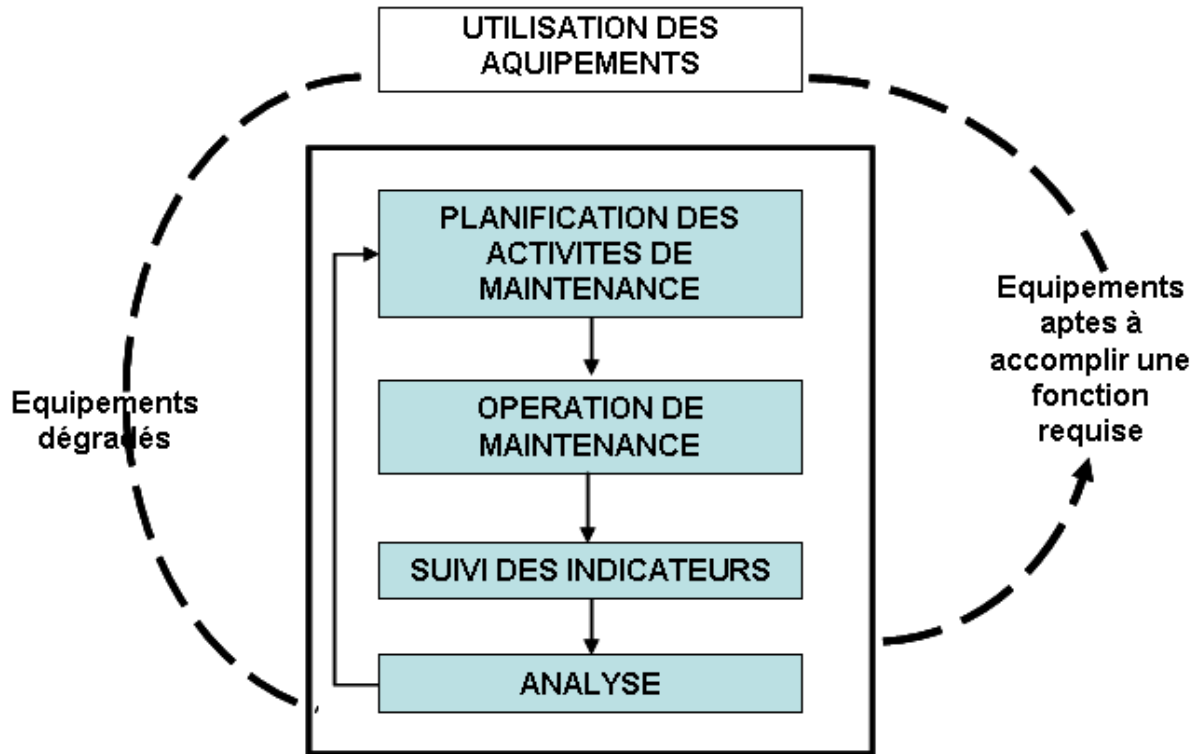 UTILISATION DES
AQUIPEMENTS
PLANIFICATION DES
ACTIVITES DE
MAINTENANCE
OPERATION DE
MAINTENANCE
SUIVI DES INDICATEURS
ANALYSE
Equipements
dégradés
Equipements
aptes à
accomplir une
fonction
requise